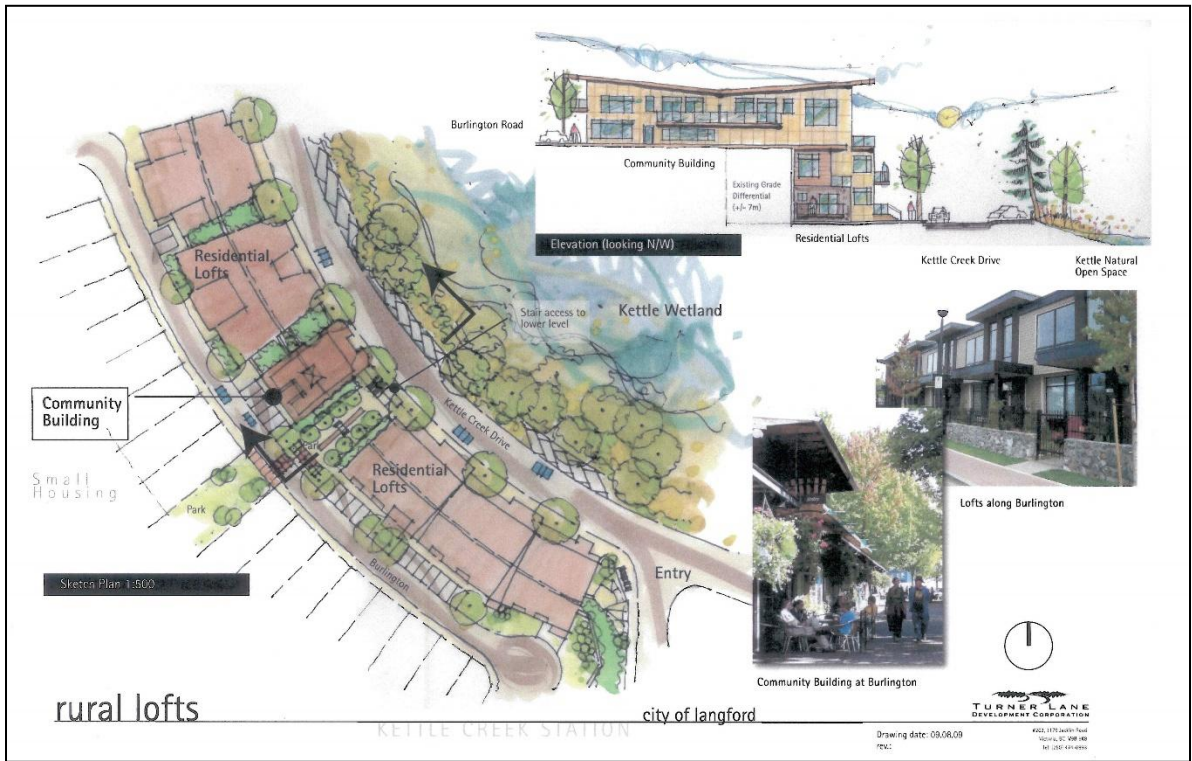 Burlington Road
Community Building
Existing Grade
Differential
(+/- 7m)
Elevation (looking N/W)
Residential Lofts
Kettle Creek Drive
Kettle Natural
Open Space
Residential
Lofts
Stair access to
lower level
Kettle Wetland
Community
Building
Kettle Creek Drive
Park
Small
Housing
Park
Residential
Lofts
Burlington
Entry
Sketch Plan 1:500
Lofts along Burlington
Community Building at Burlington
rural lofts
KETTLE CREEK STATION
city of langford
TURNER LANE
DEVELOPMENT CORPORATION
Drawing date: 09.08.09
rev.: